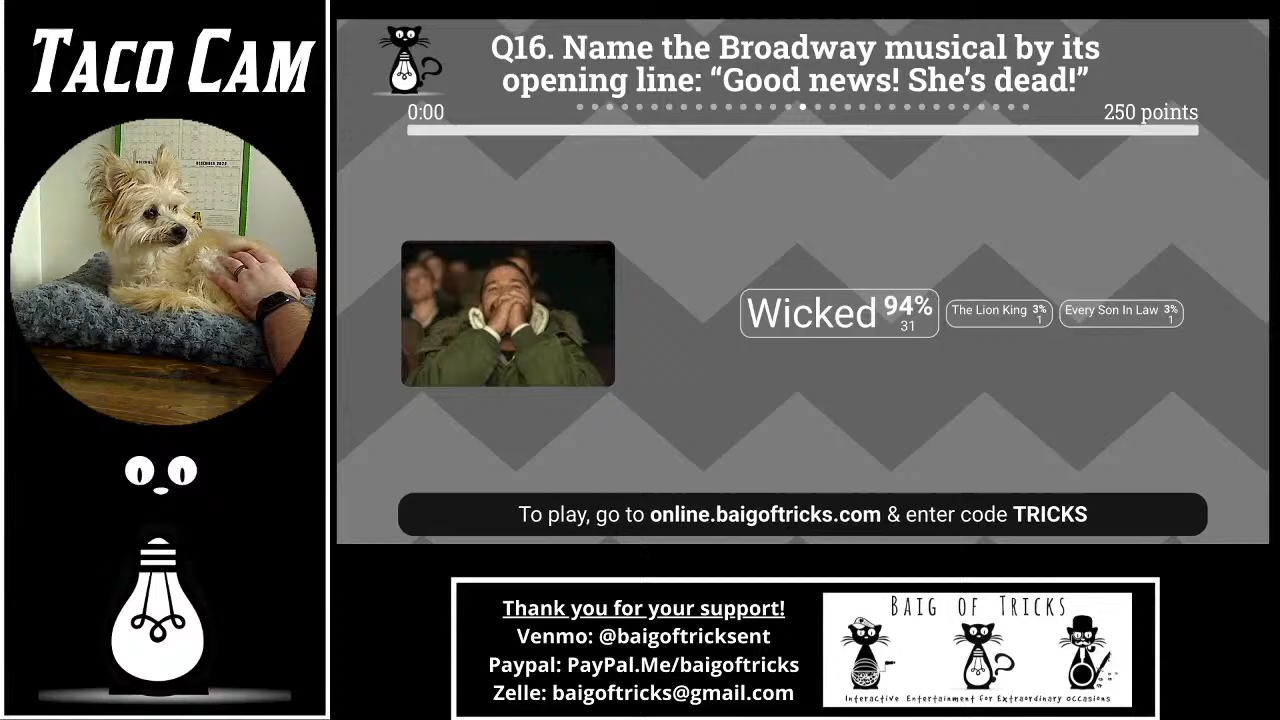 TACO CAM
DECEMBER 2022
Q16. Name the Broadway musical by its
opening line: “Good news! She’s dead!”
0:00
250 points
Wicked 94%
31
The Lion King 3%
1
Every Son In Law 3%
1
To play, go to online.baigoftricks.com & enter code TRICKS
Thank you for your support!
Venmo: @baigoftricksent
Paypal: PayPal.Me/baigoftricks
Zelle: baigoftricks@gmail.com
BAIG OF TRICKS
Interactive Entertainment for Extraordinary occasions